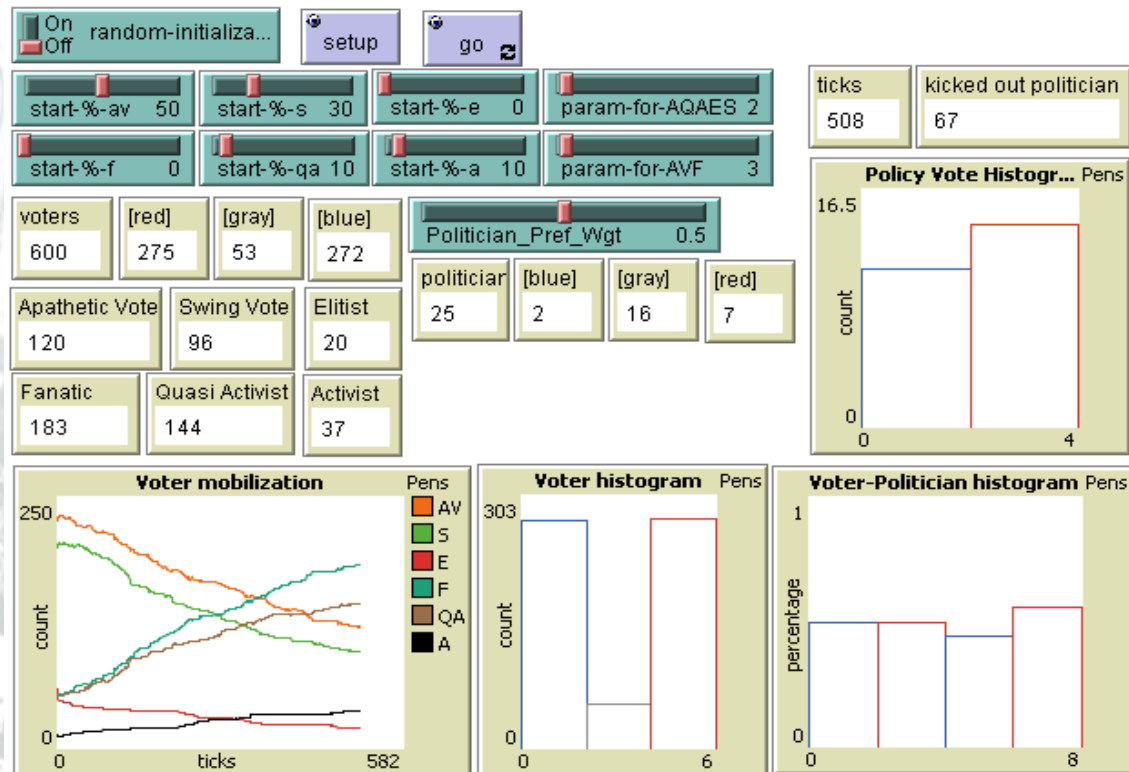 On
Off
random-initializa...
setup
go
start-%-av 50
start-%-s 30
start-%-e 0
param-for-AQAES 2
ticks
508
kicked out politician
67
start-%-f 0
start-%-qa 10
start-%-a 10
param-for-AVF 3
voters
600
[red]
275
[gray]
53
[blue]
272
Politician_Pref_Wgt 0.5
politician
25
[blue]
2
[gray]
16
[red]
7
Apathetic Vote
120
Swing Vote
96
Elitist
20
Fanatic
183
Quasi Activist
144
Activist
37
Policy Vote Histogr... Pens
16.5
count
0
0 4
Voter mobilization Pens
250
count
0
0 ticks 582
AV
S
E
F
QA
A
Voter histogram Pens
303
count
0
0 6
Voter-Politician histogram Pens
1
percentage
0
0 8